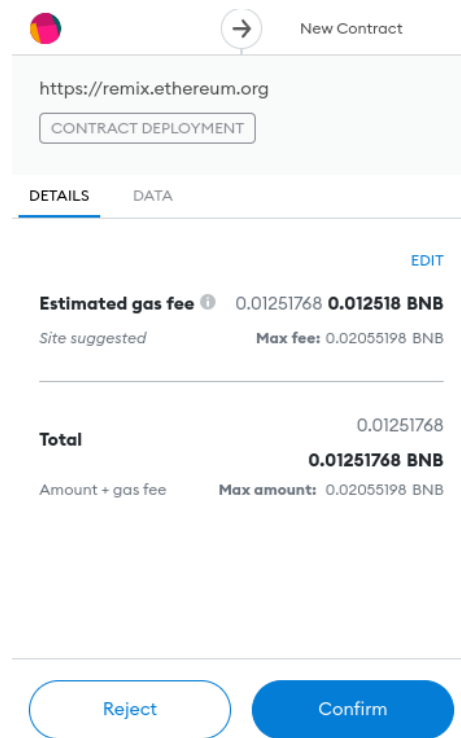 New Contract
https://remix.ethereum.org
CONTRACT DEPLOYMENT
DETAILS DATA
EDIT
Estimated gas fee 0.01251768 0.012518 BNB
Site suggested Max fee: 0.02055198 BNB
0.01251768
Total
0.01251768 BNB
Amount + gas fee Max amount: 0.02055198 BNB
Reject Confirm